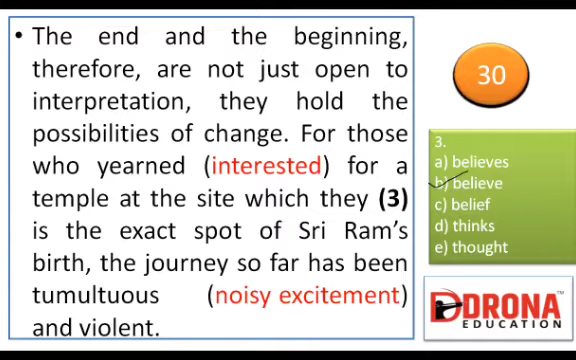 • The end and the beginning,
therefore, are not just open to
interpretation, they hold the
possibilities of change. For those
who yearned (interested) for a
temple at the site which they (3)
is the exact spot of Sri Ram's
birth, the journey so far has been
tumultuous (noisy excitement)
and violent.
30
3.
a) believes
b) believe
c) belief
d) thinks
e) thought
DRONA™
EDUCATION